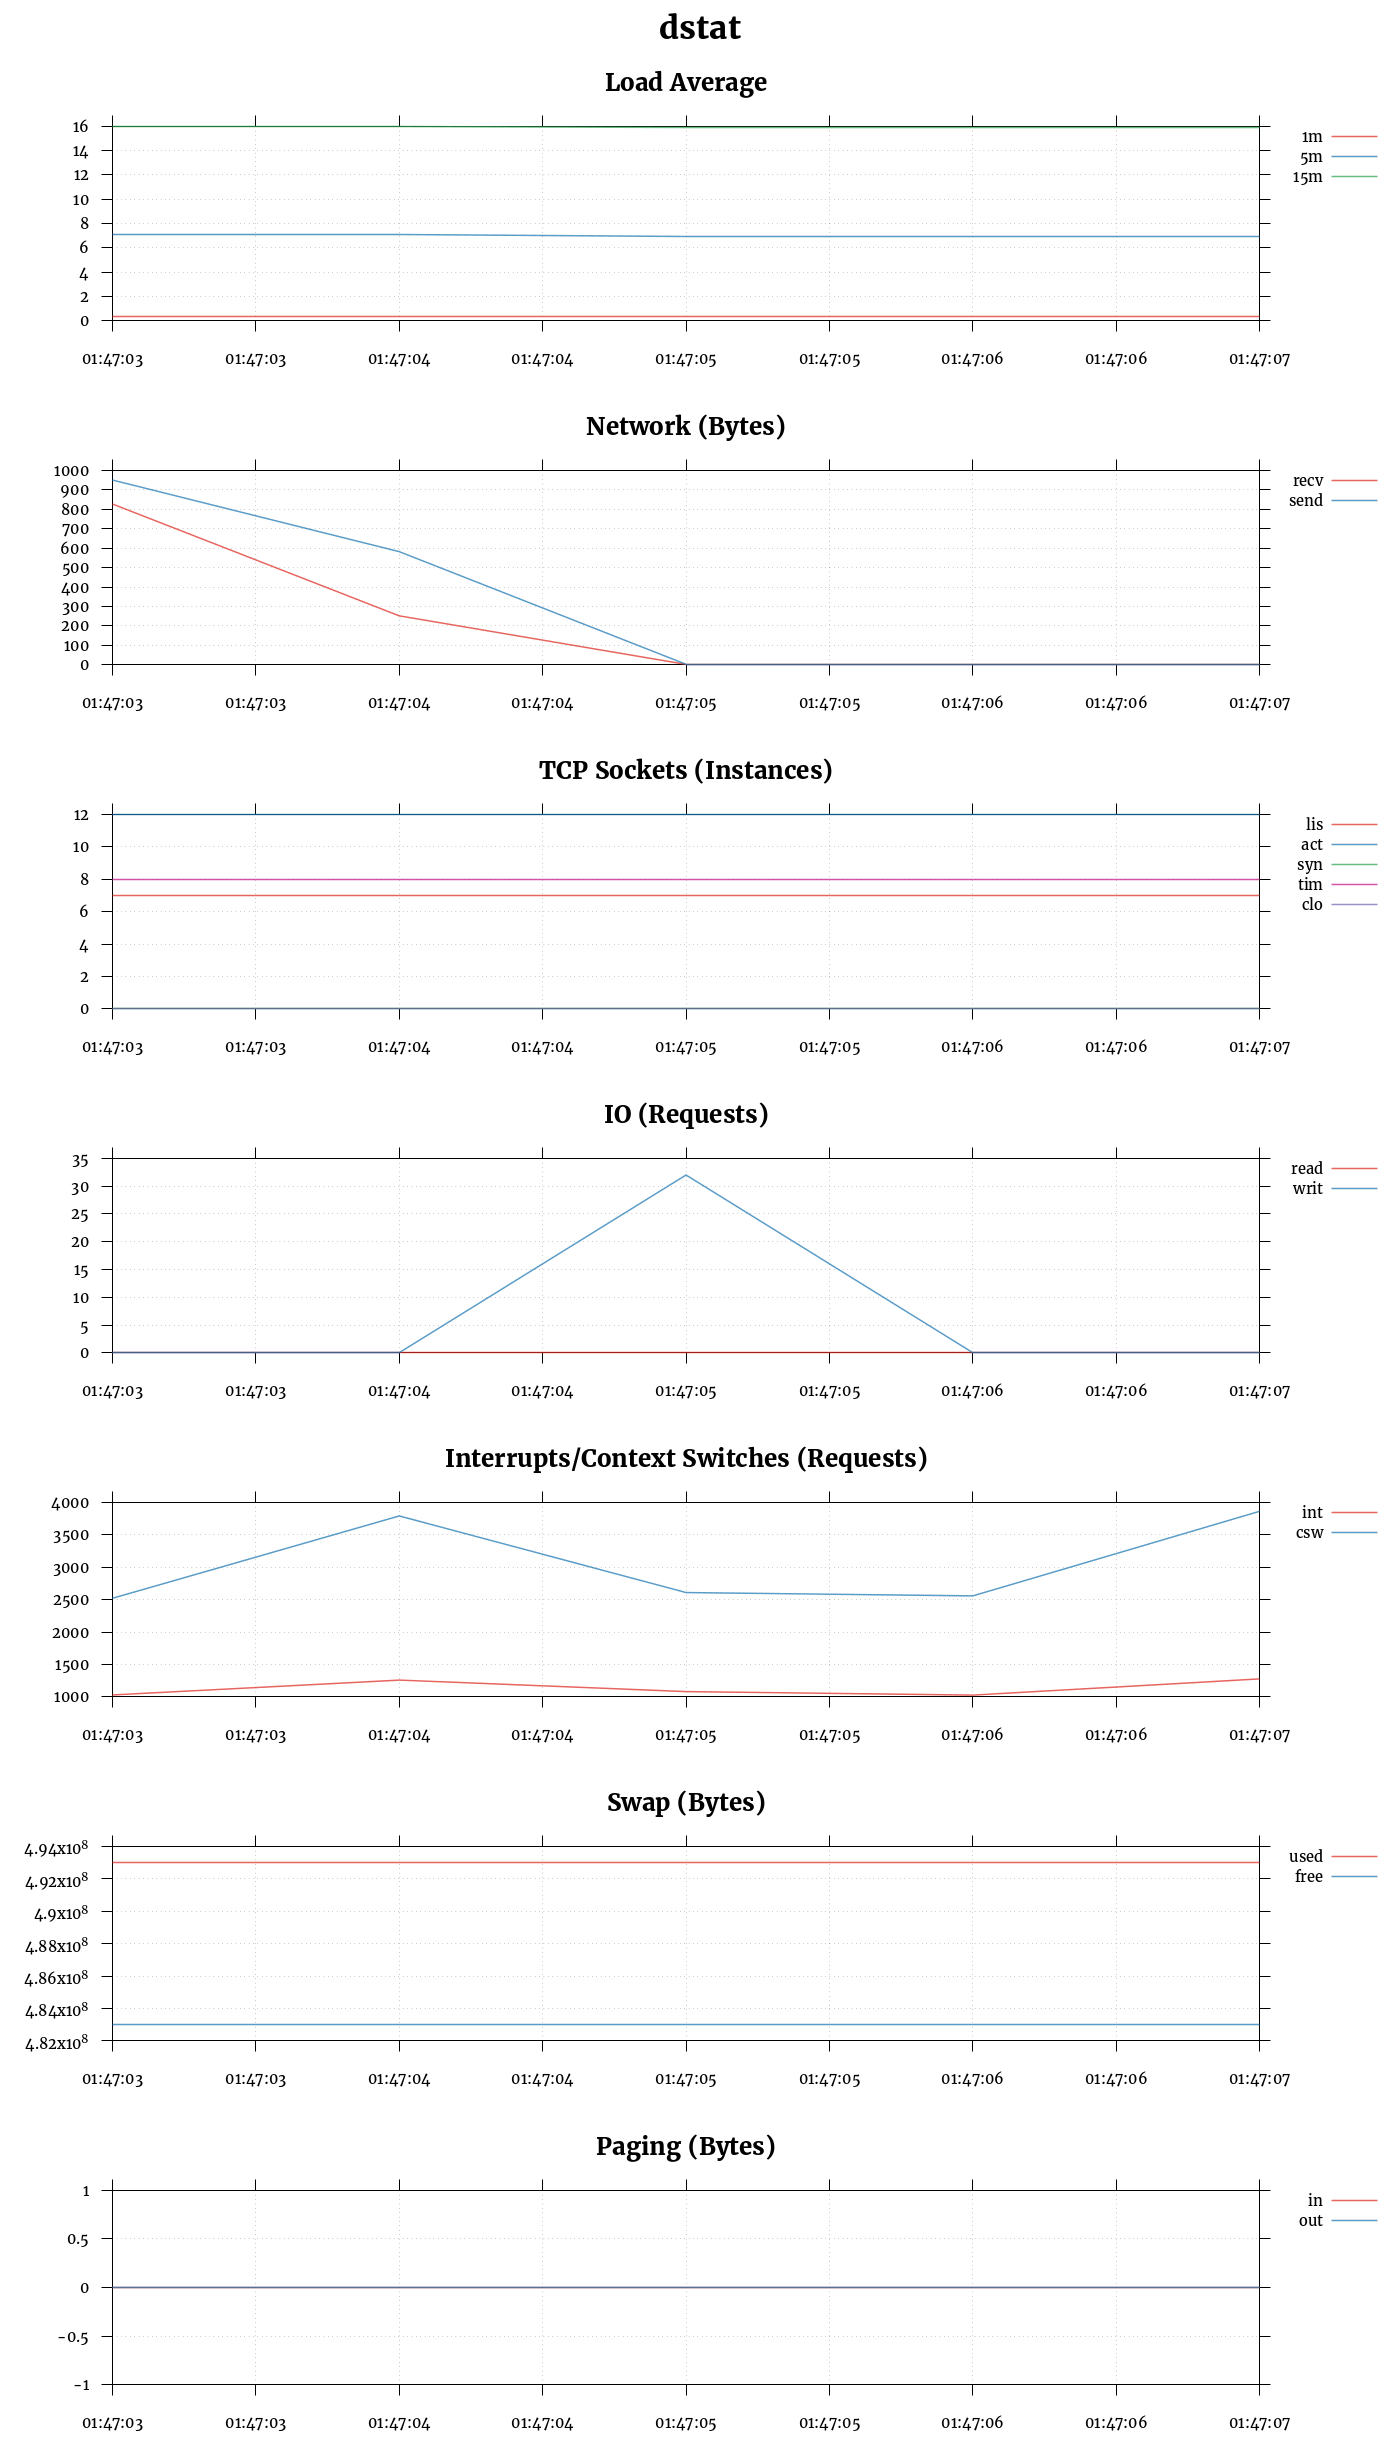 dstat
Load Average
16
14
12
10
8
6
4
2
0
1m
5m
15m
01:47:03 01:47:03 01:47:04 01:47:04 01:47:05 01:47:05 01:47:06 01:47:06 01:47:07
Network (Bytes)
1000
900
800
700
600
500
400
300
200
100
0
recv
send
01:47:03 01:47:03 01:47:04 01:47:04 01:47:05 01:47:05 01:47:06 01:47:06 01:47:07
TCP Sockets (Instances)
12
10
8
6
4
2
0
lis
act
syn
tim
clo
01:47:03 01:47:03 01:47:04 01:47:04 01:47:05 01:47:05 01:47:06 01:47:06 01:47:07
IO (Requests)
35
30
25
20
15
10
5
0
read
writ
01:47:03 01:47:03 01:47:04 01:47:04 01:47:05 01:47:05 01:47:06 01:47:06 01:47:07
Interrupts/Context Switches (Requests)
4000
3500
3000
2500
2000
1500
1000
int
csw
01:47:03 01:47:03 01:47:04 01:47:04 01:47:05 01:47:05 01:47:06 01:47:06 01:47:07
Swap (Bytes)
4.94x10⁸
4.92x10⁸
4.9x10⁸
4.88x10⁸
4.86x10⁸
4.84x10⁸
4.82x10⁸
used
free
01:47:03 01:47:03 01:47:04 01:47:04 01:47:05 01:47:05 01:47:06 01:47:06 01:47:07
Paging (Bytes)
1
0.5
0
-0.5
-1
in
out
01:47:03 01:47:03 01:47:04 01:47:04 01:47:05 01:47:05 01:47:06 01:47:06 01:47:07